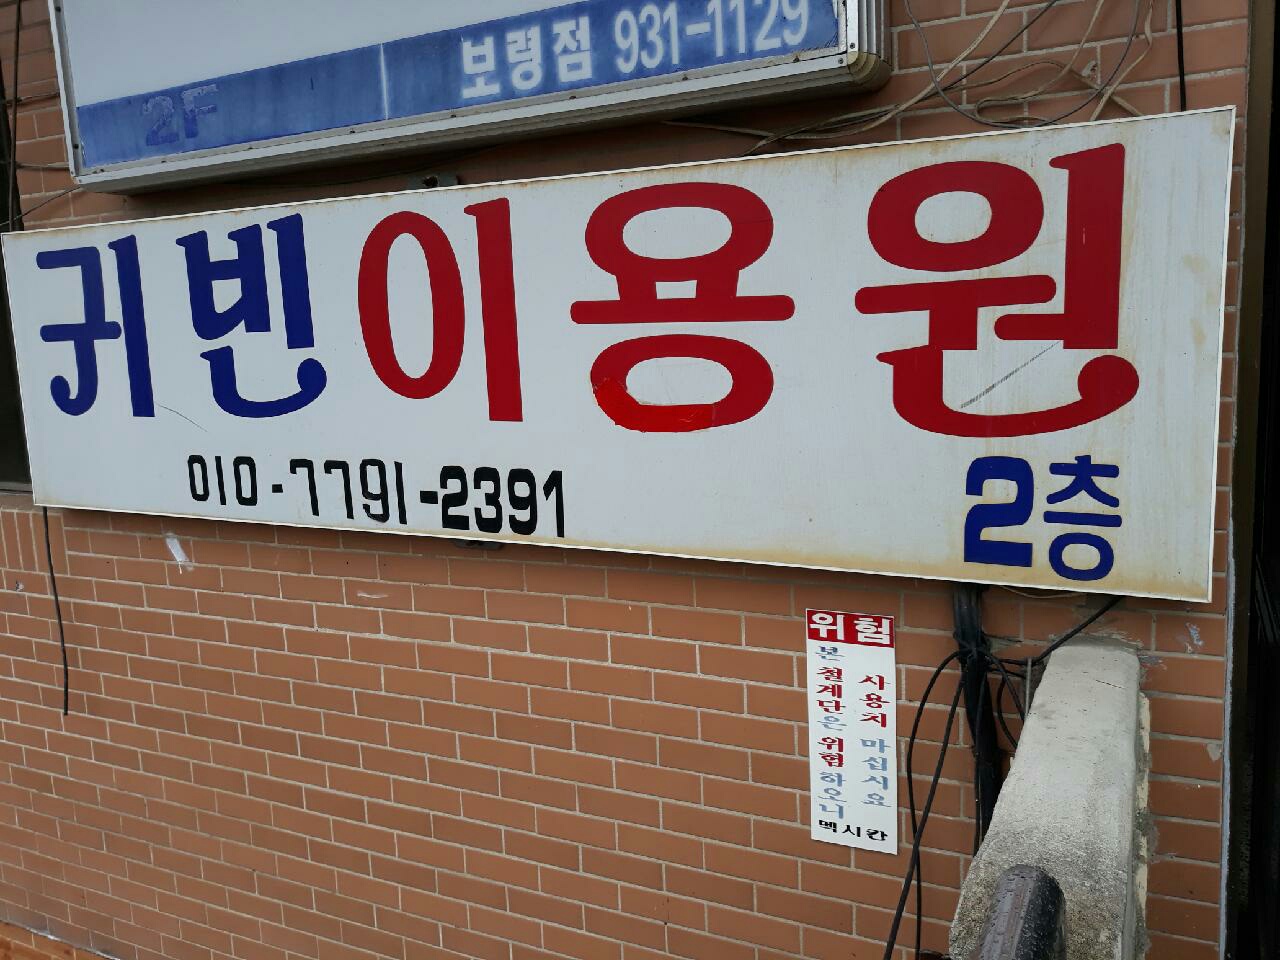 보령점 931-1129
2F
귀빈이용원
010-7791-2391
2층
위험
본 철계단은 위험하오니
사용치 마십시요
멕시칸